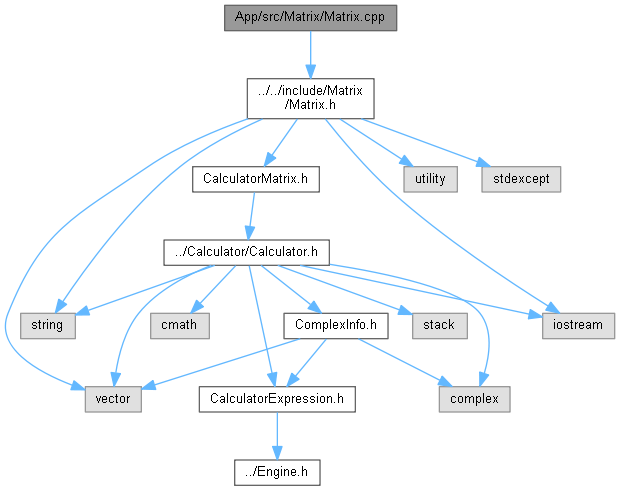 App/src/Matrix/Matrix.cpp
../../include/Matrix
/Matrix.h
CalculatorMatrix.h
utility
stdexcept
../Calculator/Calculator.h
string
cmath
ComplexInfo.h
stack
iostream
vector
CalculatorExpression.h
complex
../Engine.h